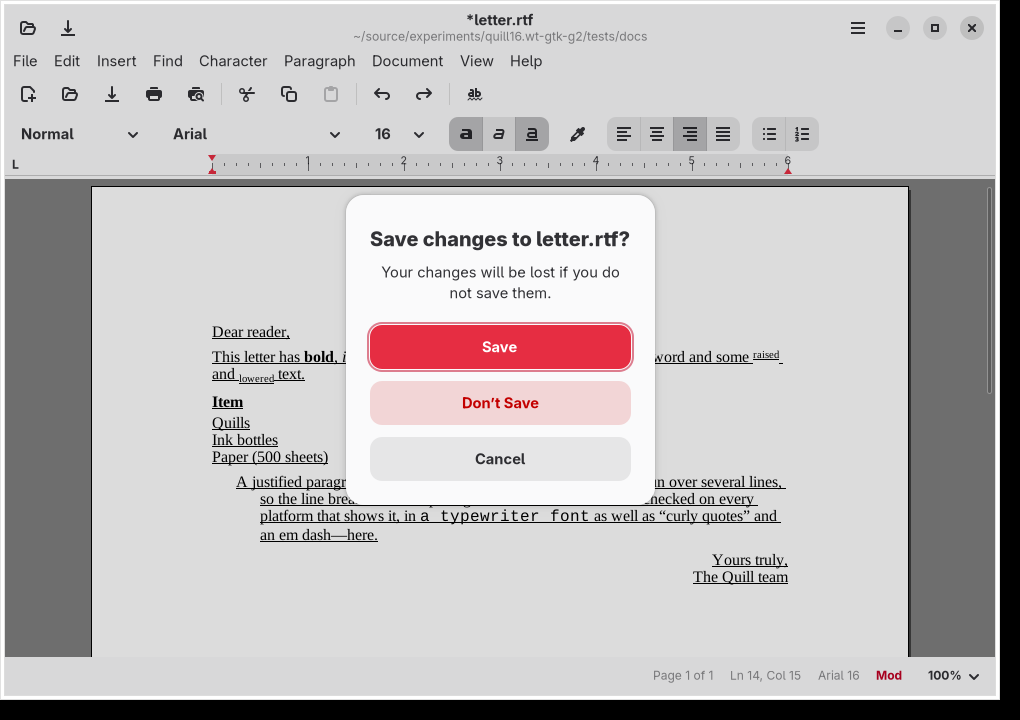 *letter.rtf
~/source/experiments/quill16.wt-gtk-g2/tests/docs
File Edit Insert Find Character Paragraph Document View Help
ab
Normal Arial 16 a a a
L 1 2 3 4 5 6
Save changes to letter.rtf?
Your changes will be lost if you do
not save them.
Save
Don’t Save
Cancel
Dear reader,
This letter has bold, word and some raised
and lowered text.
Item
Quills
Ink bottles
Paper (500 sheets)
A justified over several lines,
so the line on every
platform that shows it, in a typewriter font as well as “curly quotes” and
an em dash—here.
Yours truly,
The Quill team
Page 1 of 1 Ln 14, Col 15 Arial 16 Mod 100%